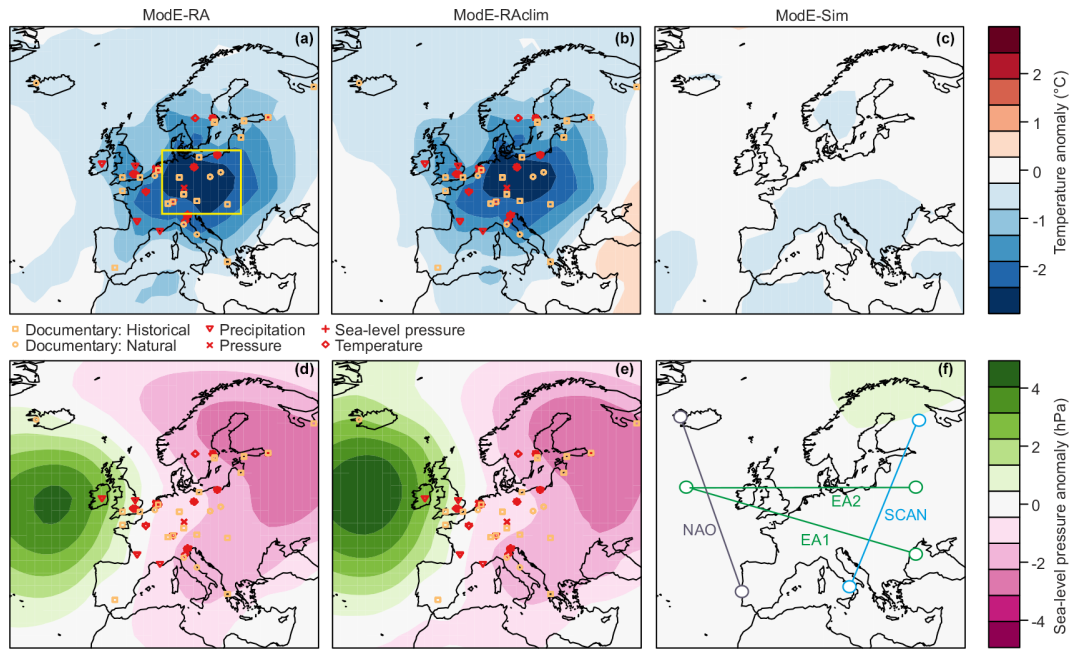 ModE-RA ModE-RAclim ModE-Sim
(a) (b) (c)
2
1
0
-1
-2
Temperature anomaly (°C)
Documentary: Historical Precipitation Sea-level pressure
Documentary: Natural Pressure Temperature
(d) (e) (f)
EA2
SCAN
NAO
EA1
4
2
0
-2
-4
Sea-level pressure anomaly (hPa)